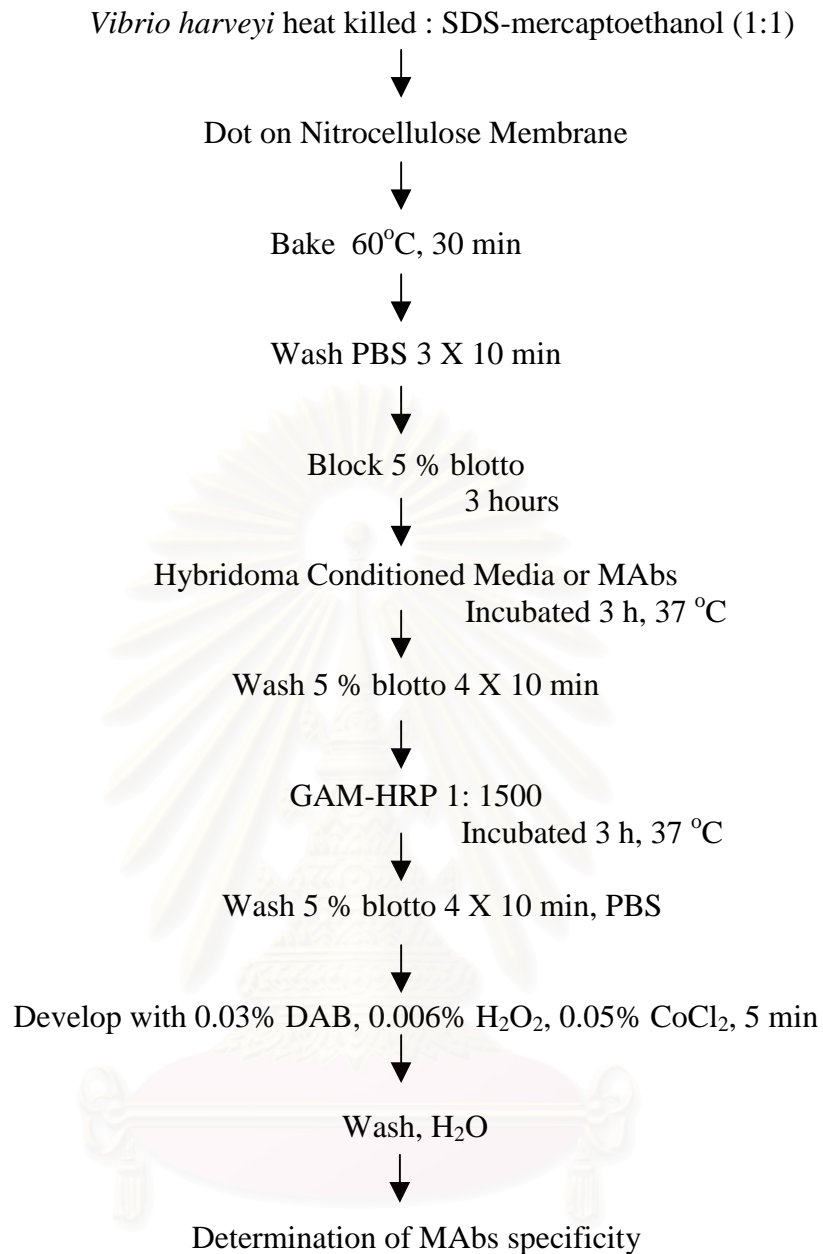 Vibrio harveyi heat killed : SDS-mercaptoethanol (1:1)
Dot on Nitrocellulose Membrane
Bake 60°C, 30 min
Wash PBS 3 X 10 min
Block 5 % blotto
3 hours
Hybridoma Conditioned Media or MAbs
Incubated 3 h, 37 °C
Wash 5 % blotto 4 X 10 min
GAM-HRP 1: 1500
Incubated 3 h, 37 °C
Wash 5 % blotto 4 X 10 min, PBS
Develop with 0.03% DAB, 0.006% H₂O₂, 0.05% CoCl₂, 5 min
Wash, H₂O
Determination of MAbs specificity